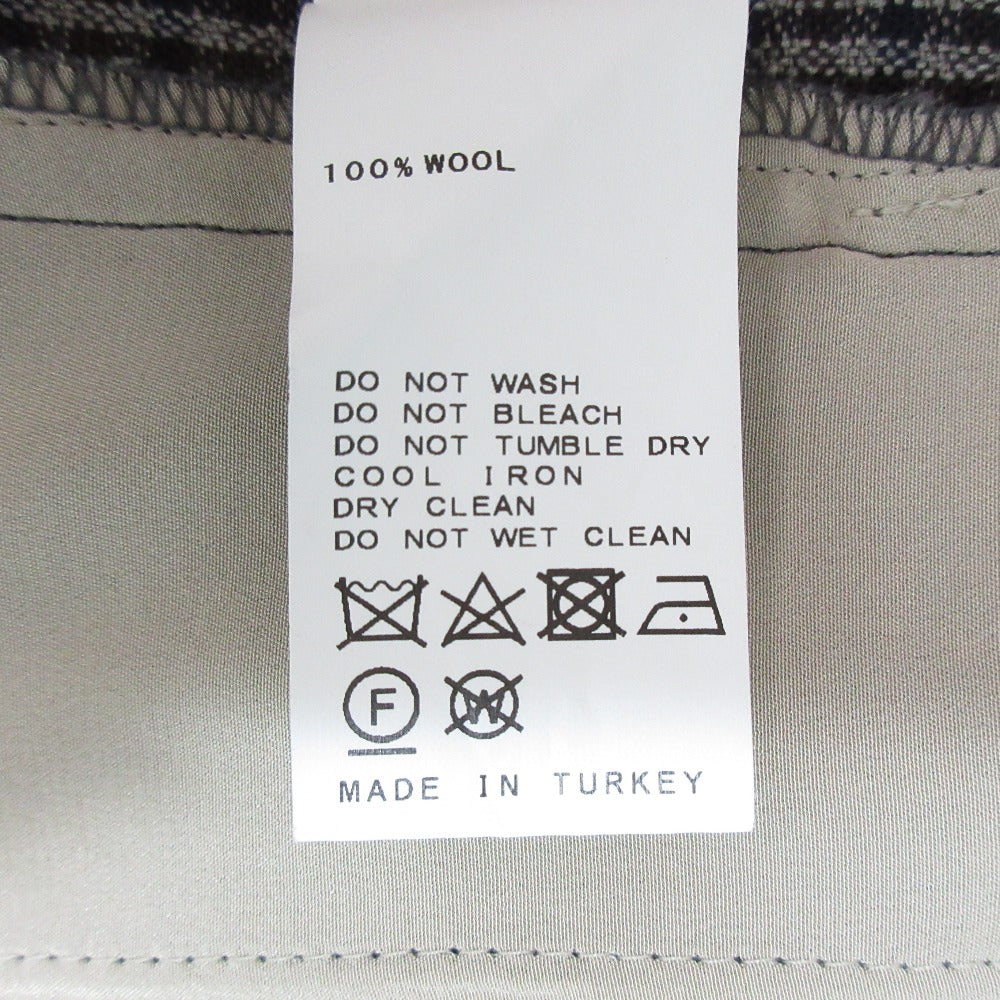 100% WOOL
DO NOT WASH
DO NOT BLEACH
DO NOT TUMBLE DRY
COOL IRON
DRY CLEAN
DO NOT WET CLEAN
F W
MADE IN TURKEY